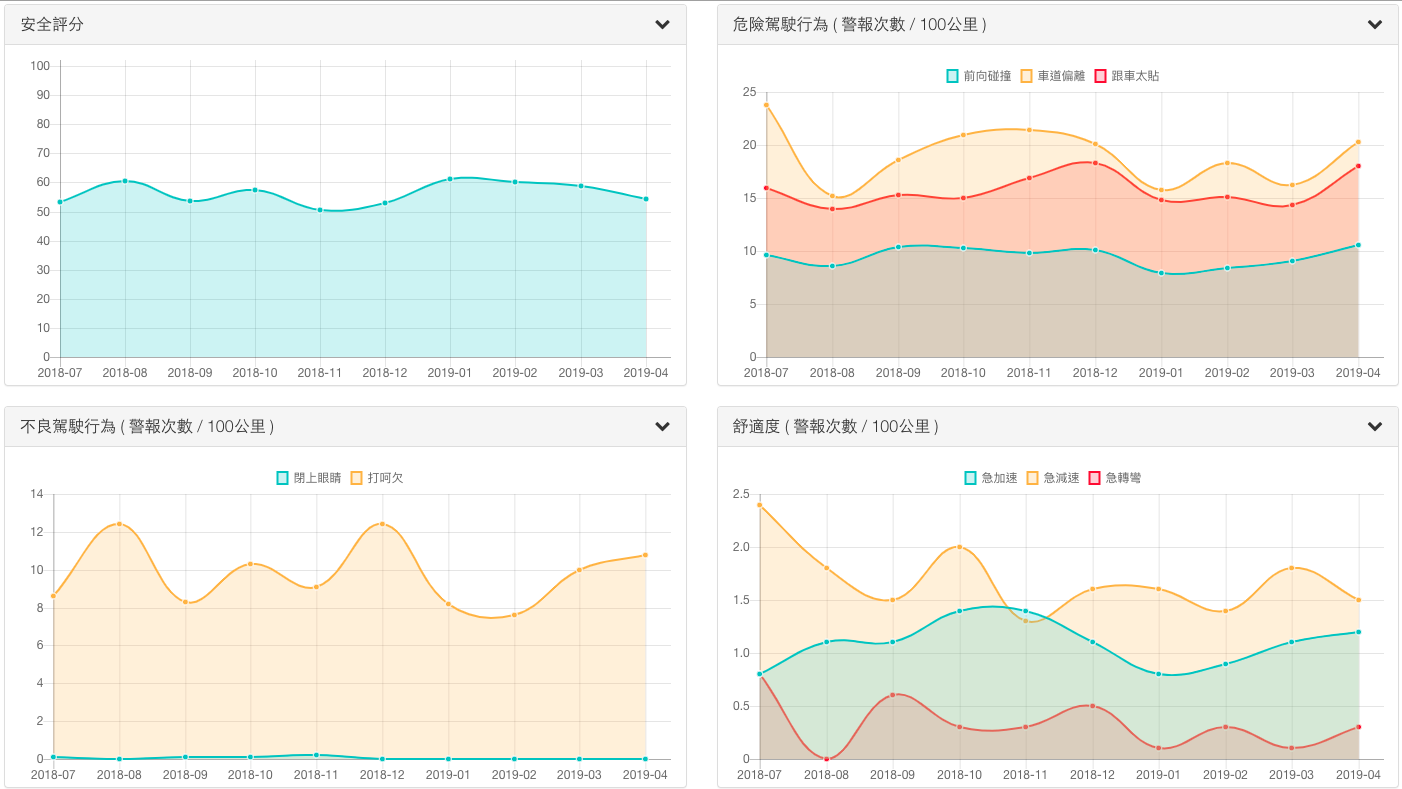 安全評分
100
90
80
70
60
50
40
30
20
10
0
2018-07 2018-08 2018-09 2018-10 2018-11 2018-12 2019-01 2019-02 2019-03 2019-04
危險駕駛行為 ( 警報次數 / 100公里 )
前向碰撞 車道偏離 跟車太貼
25
20
15
10
5
0
2018-07 2018-08 2018-09 2018-10 2018-11 2018-12 2019-01 2019-02 2019-03 2019-04
不良駕駛行為 ( 警報次數 / 100公里 )
閉上眼睛 打呵欠
14
12
10
8
6
4
2
0
2018-07 2018-08 2018-09 2018-10 2018-11 2018-12 2019-01 2019-02 2019-03 2019-04
舒適度 ( 警報次數 / 100公里 )
急加速 急減速 急轉彎
2.5
2.0
1.5
1.0
0.5
0
2018-07 2018-08 2018-09 2018-10 2018-11 2018-12 2019-01 2019-02 2019-03 2019-04